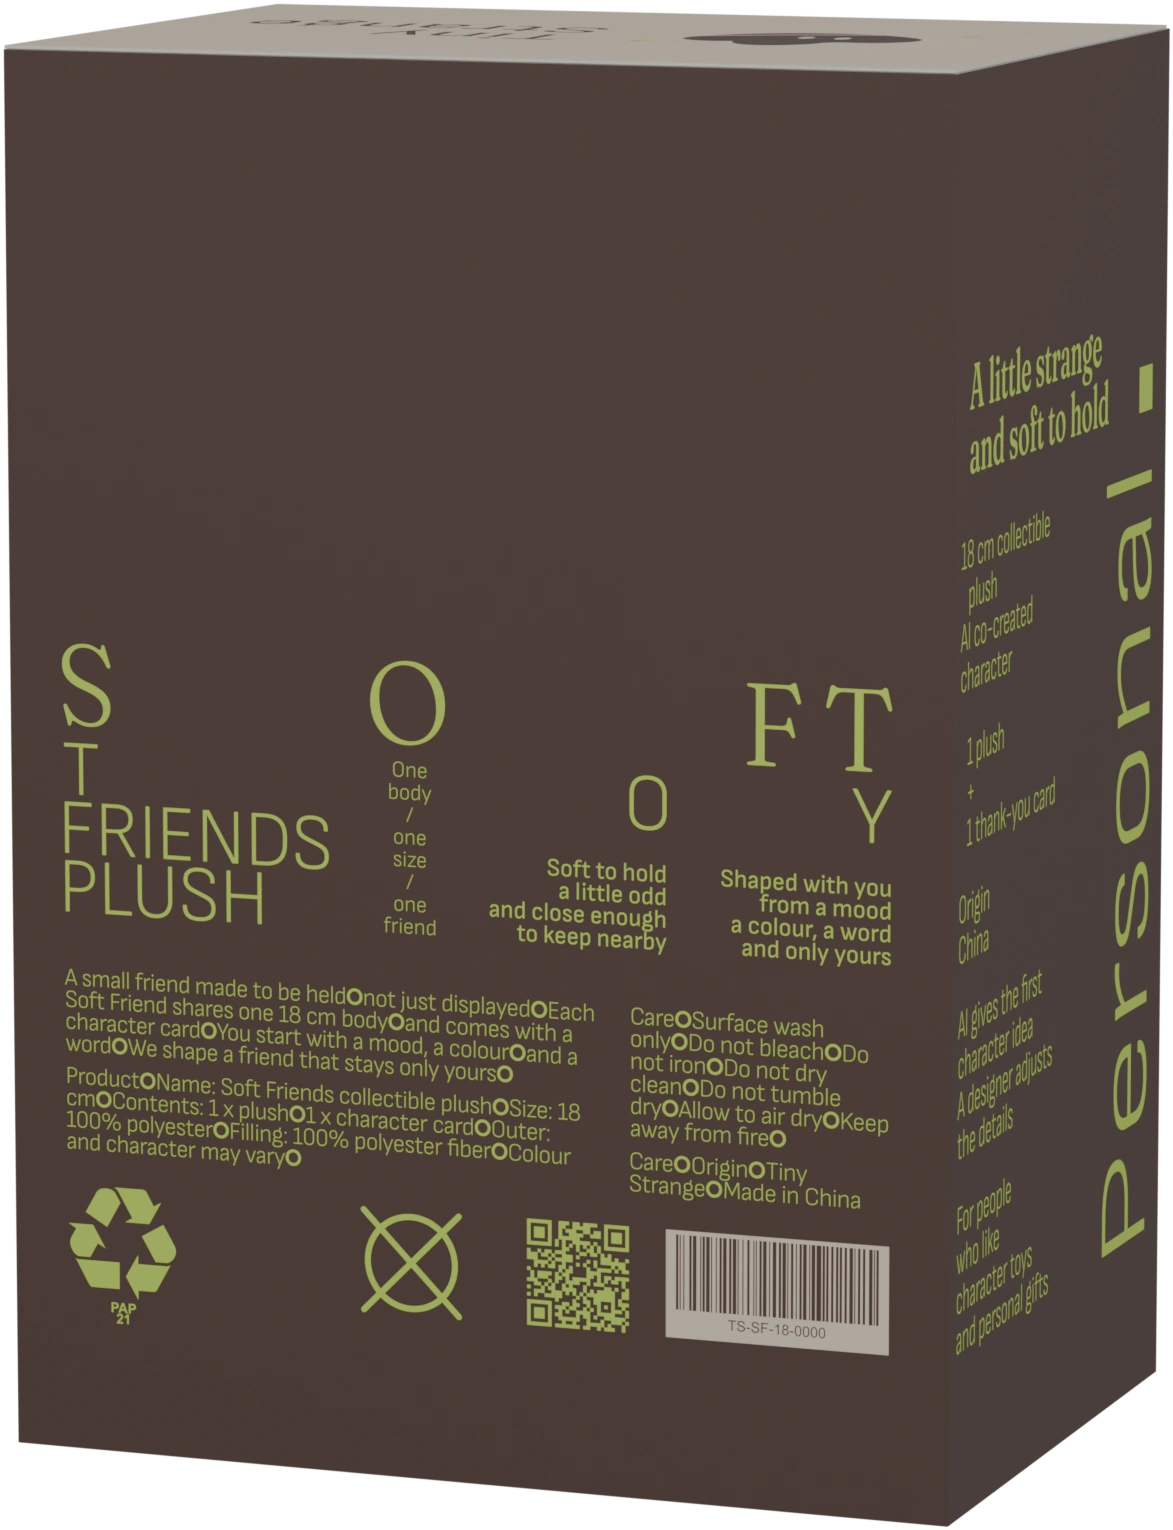 Tiny
Strange
S O FT
T O Y
FRIENDS
PLUSH
One
body
/
one
size
/
one
friend
Soft to hold
a little odd
and close enough
to keep nearby
Shaped with you
from a mood
a colour, a word
and only yours
A small friend made to be held not just displayed Each
Soft Friend shares one 18 cm body and comes with a
character card You start with a mood, a colour and a
word We shape a friend that stays only yours
Product Name: Soft Friends collectible plush Size: 18
cm Contents: 1 x plush 1 x character card Outer:
100% polyester Filling: 100% polyester fiber Colour
and character may vary
Care Surface wash
only Do not bleach Do
not iron Do not dry
clean Do not tumble
dry Allow to air dry Keep
away from fire
Care Origin Tiny
Strange Made in China
PAP
21
TS-SF-18-0000
A little strange
and soft to hold
18 cm collectible
plush
AI co-created
character
1 plush
+
1 thank-you card
Origin
China
AI gives the first
character idea
A designer adjusts
the details
For people
who like
character toys
and personal gifts
Personal